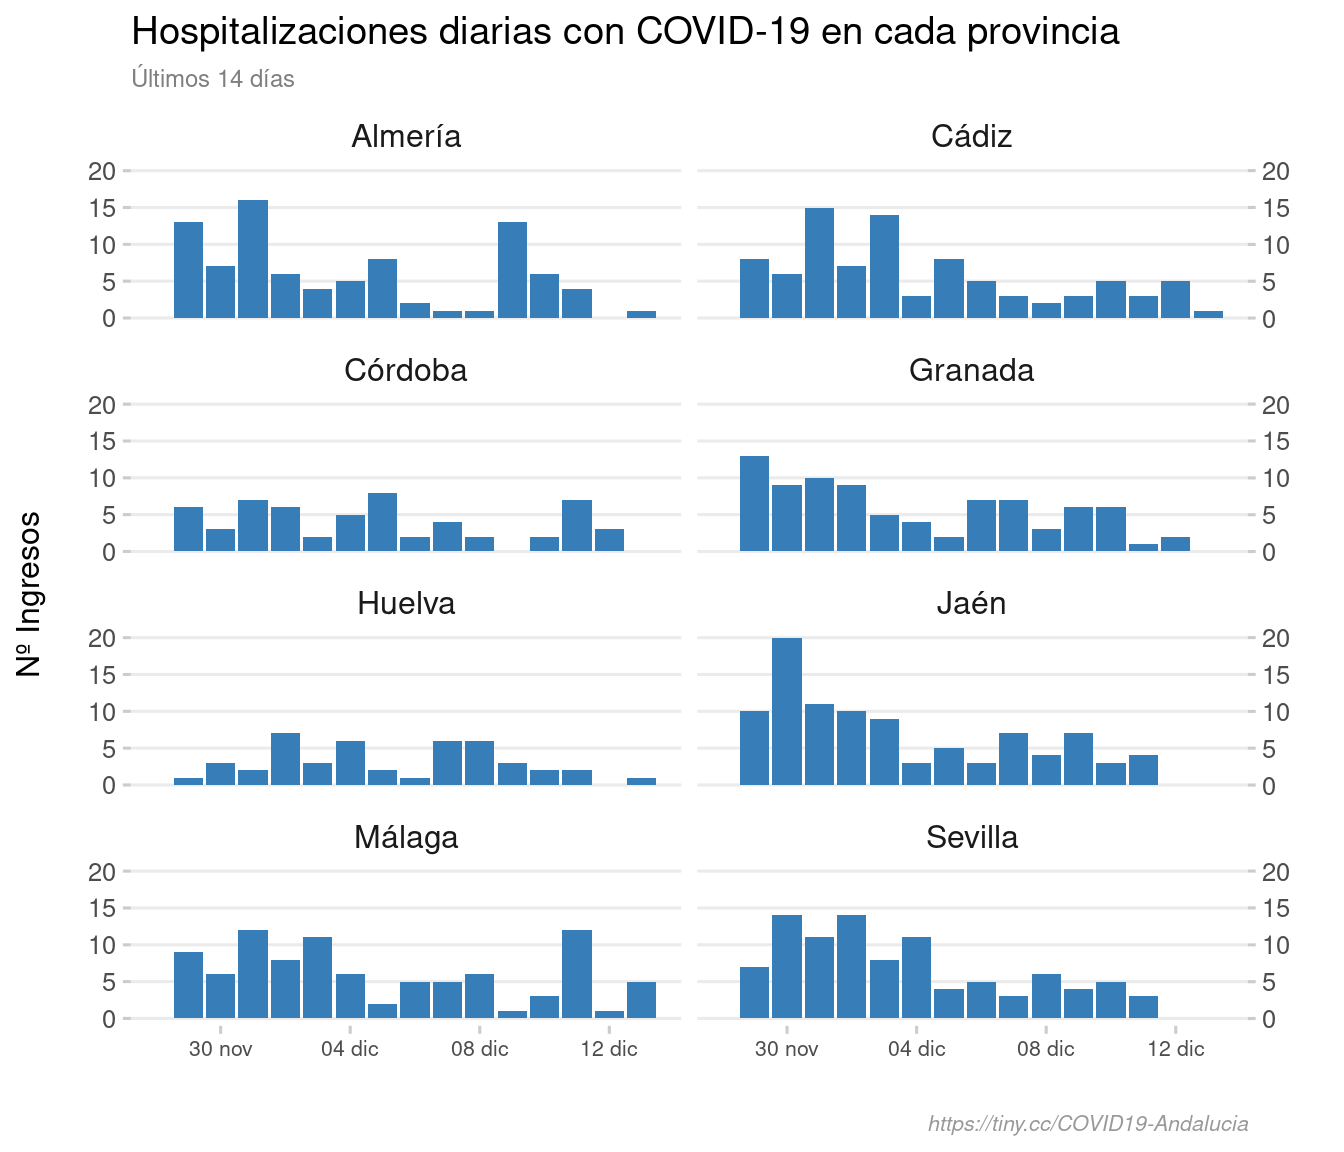 Hospitalizaciones diarias con COVID-19 en cada provincia
Últimos 14 días
Nº Ingresos
Almería
Cádiz
20
15
10
5
0
20
15
10
5
0
Córdoba
Granada
20
15
10
5
0
20
15
10
5
0
Huelva
Jaén
20
15
10
5
0
20
15
10
5
0
Málaga
Sevilla
20
15
10
5
0
20
15
10
5
0
30 nov 04 dic 08 dic 12 dic
30 nov 04 dic 08 dic 12 dic
https://tiny.cc/COVID19-Andalucia